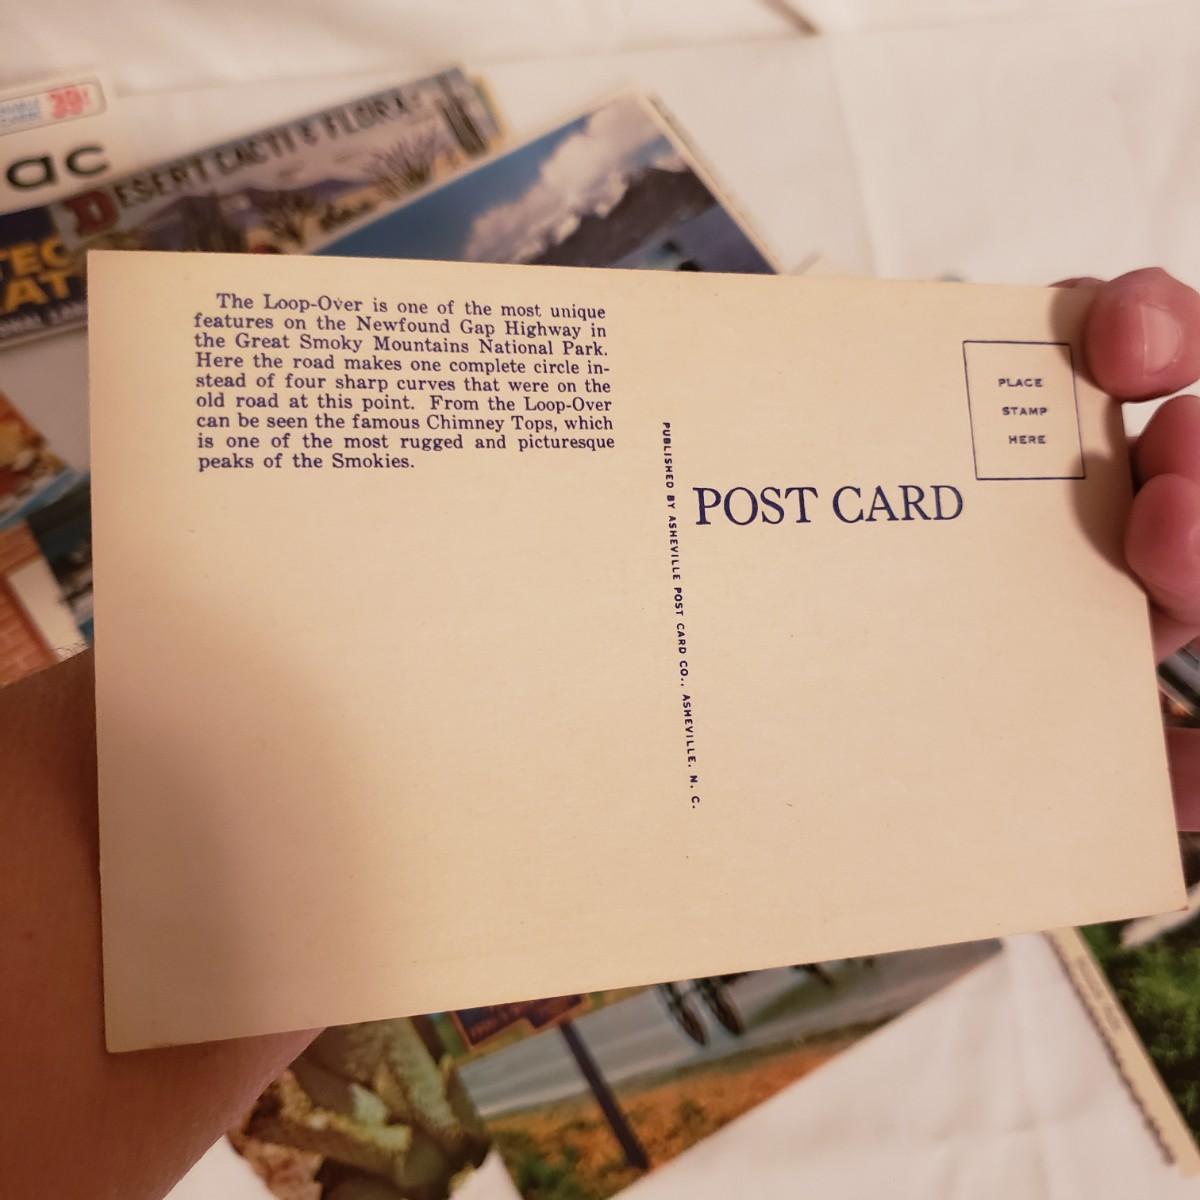 39¢
ac
DESERT CACTI & FLORA
TEC
AT
The Loop-Over is one of the most unique
features on the Newfound Gap Highway in
the Great Smoky Mountains National Park.
Here the road makes one complete circle in-
stead of four sharp curves that were on the
old road at this point. From the Loop-Over
can be seen the famous Chimney Tops, which
is one of the most rugged and picturesque
peaks of the Smokies.
PUBLISHED BY ASHEVILLE POST CARD CO., ASHEVILLE, N. C.
POST CARD
PLACE
STAMP
HERE